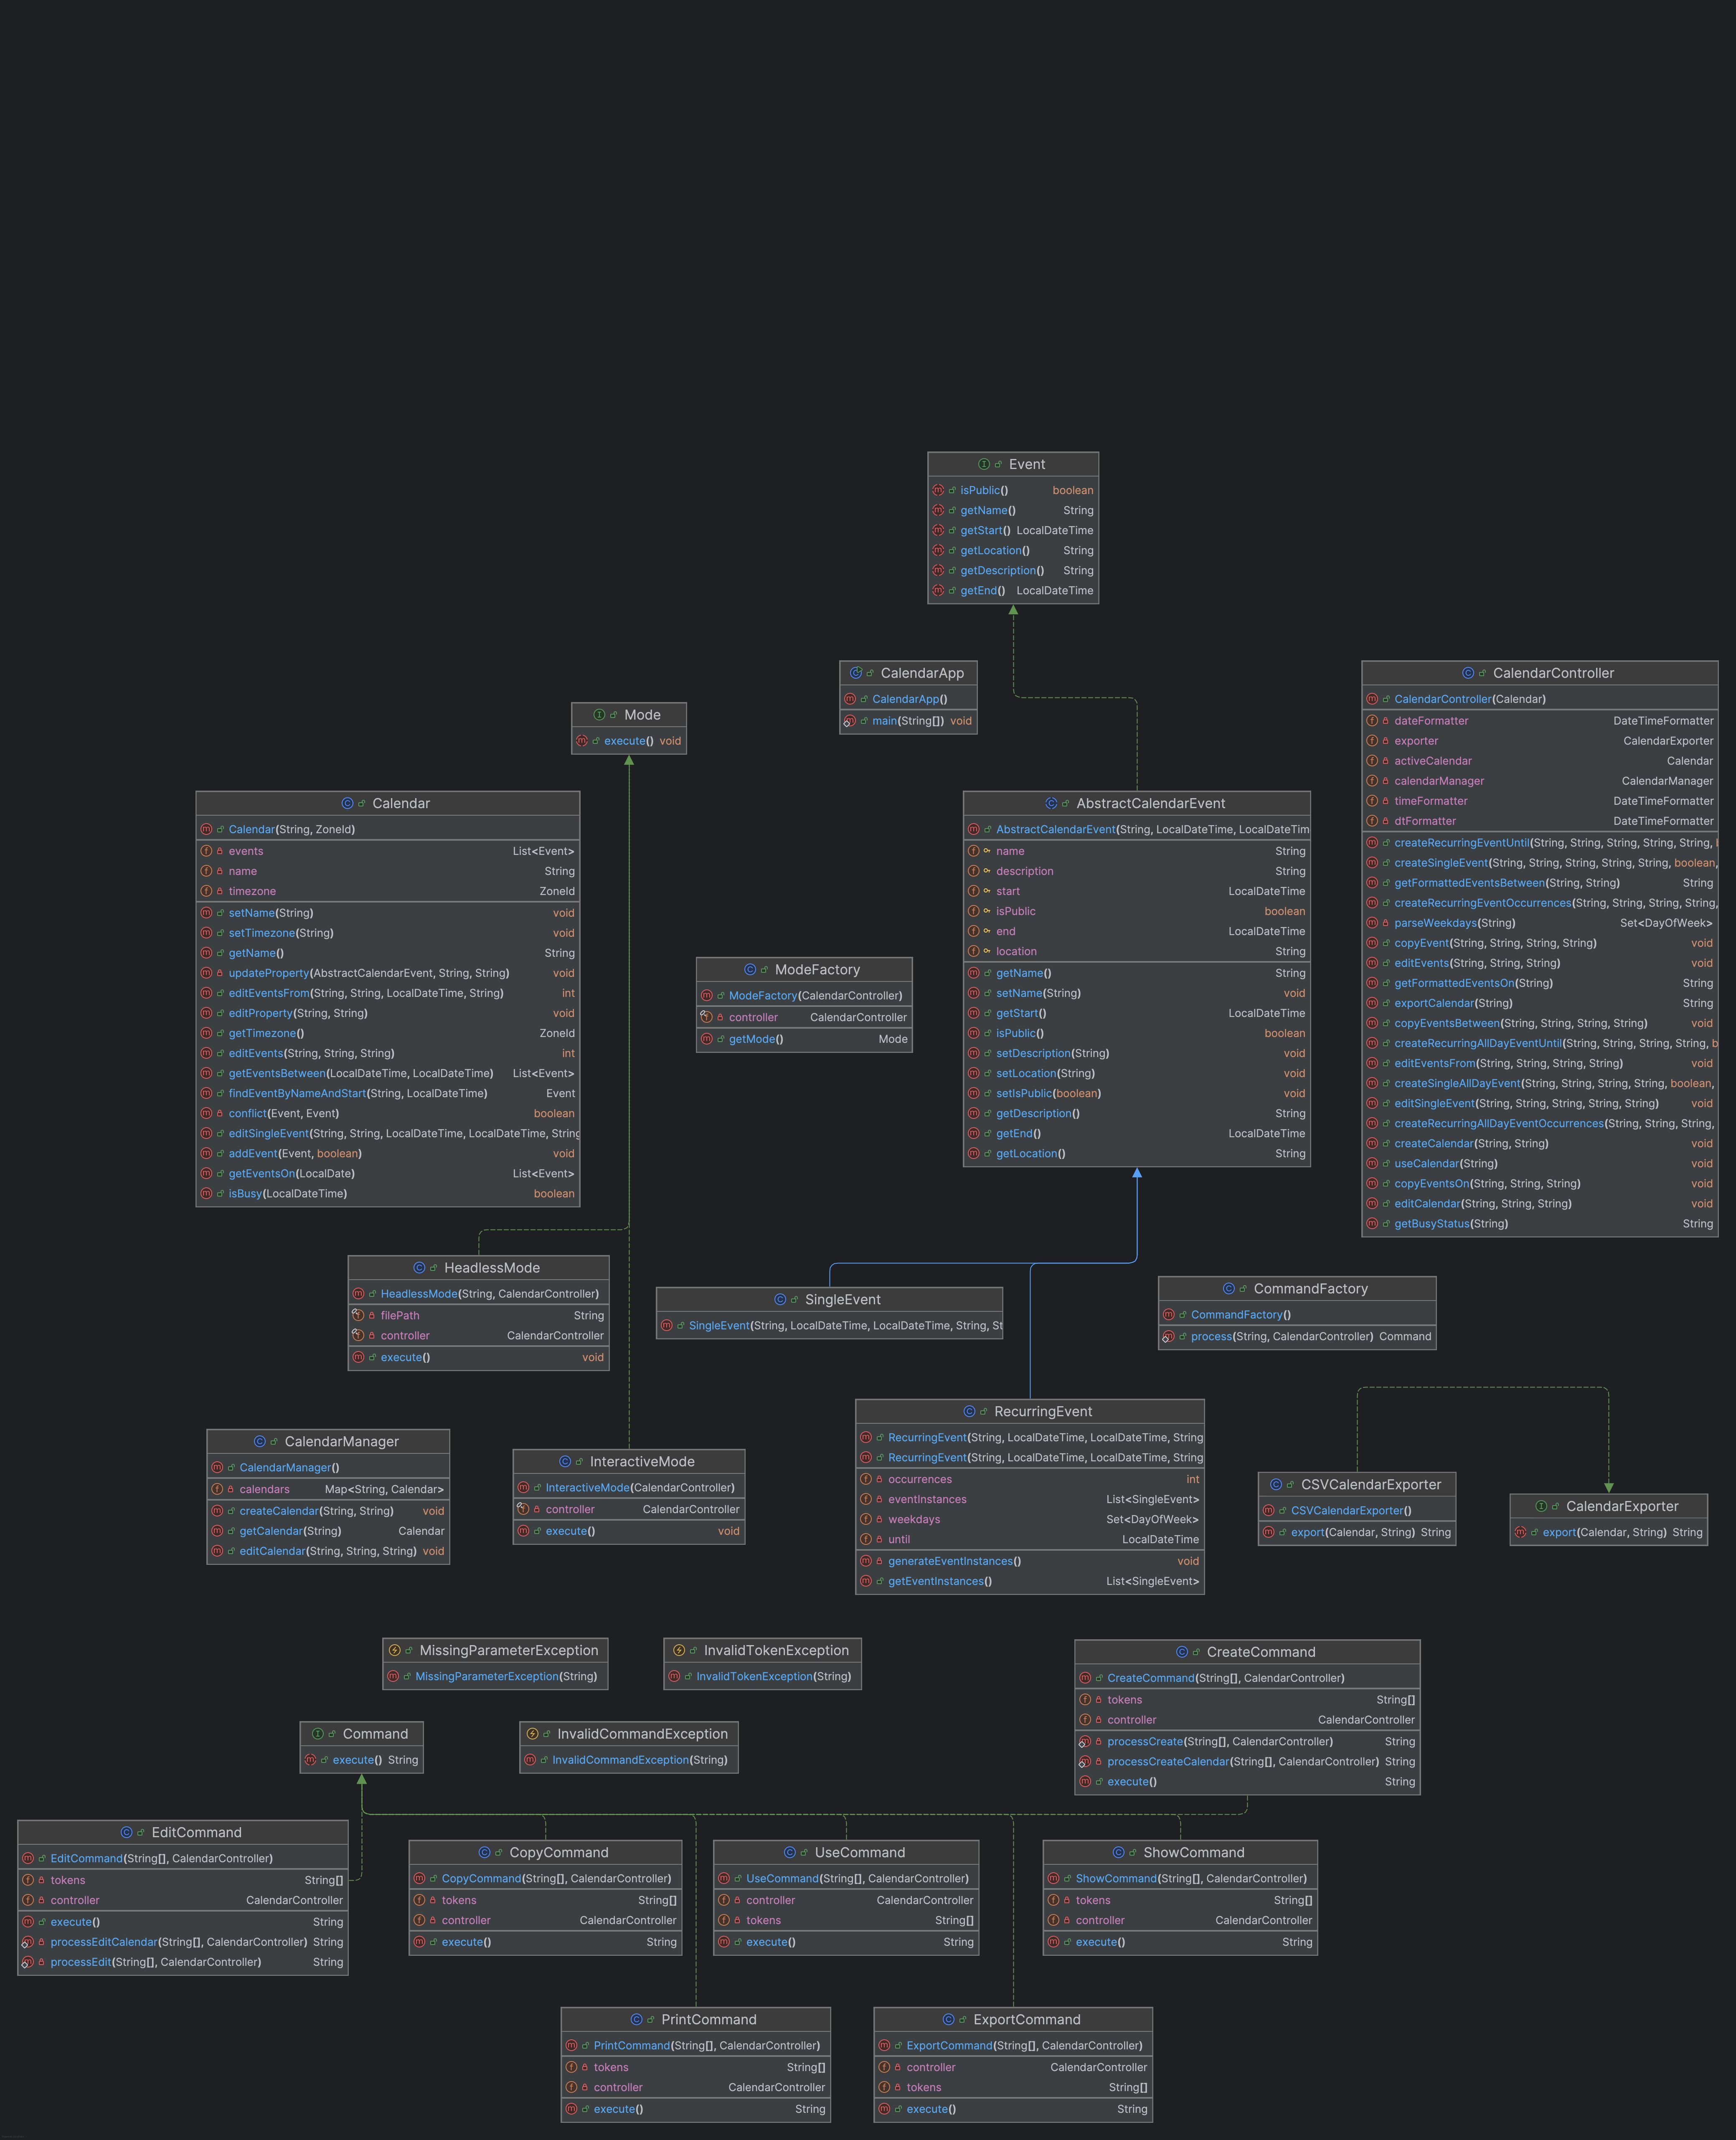 Event
isPublic() boolean
getName() String
getStart() LocalDateTime
getLocation() String
getDescription() String
getEnd() LocalDateTime
CalendarApp
CalendarApp()
main(String[]) void
CalendarController
CalendarController(Calendar)
dateFormatter DateTimeFormatter
exporter CalendarExporter
activeCalendar Calendar
calendarManager CalendarManager
timeFormatter DateTimeFormatter
dtFormatter DateTimeFormatter
createRecurringEventUntil(String, String, String, String, String,
createSingleEvent(String, String, String, String, String, boolean,
getFormattedEventsBetween(String, String) String
createRecurringEventOccurrences(String, String, String, String,
parseWeekdays(String) Set<DayOfWeek>
copyEvent(String, String, String, String) void
editEvents(String, String, String) void
getFormattedEventsOn(String) String
exportCalendar(String) String
copyEventsBetween(String, String, String, String) void
createRecurringAllDayEventUntil(String, String, String, String, b
editEventsFrom(String, String, String, String) void
createSingleAllDayEvent(String, String, String, String, boolean,
editSingleEvent(String, String, String, String, String) void
createRecurringAllDayEventOccurrences(String, String, String,
createCalendar(String, String) void
useCalendar(String) void
copyEventsOn(String, String, String) void
editCalendar(String, String, String) void
getBusyStatus(String) String
Mode
execute() void
Calendar
Calendar(String, ZoneId)
events List<Event>
name String
timezone ZoneId
setName(String) void
setTimezone(String) void
getName() String
updateProperty(AbstractCalendarEvent, String, String) void
editEventsFrom(String, String, LocalDateTime, String) int
editProperty(String, String) void
getTimezone() ZoneId
editEvents(String, String, String) int
getEventsBetween(LocalDateTime, LocalDateTime) List<Event>
findEventByNameAndStart(String, LocalDateTime) Event
conflict(Event, Event) boolean
editSingleEvent(String, String, LocalDateTime, LocalDateTime, String
addEvent(Event, boolean) void
getEventsOn(LocalDate) List<Event>
isBusy(LocalDateTime) boolean
AbstractCalendarEvent
AbstractCalendarEvent(String, LocalDateTime, LocalDateTim
name String
description String
start LocalDateTime
isPublic boolean
end LocalDateTime
location String
getName() String
setName(String) void
getStart() LocalDateTime
isPublic() boolean
setDescription(String) void
setLocation(String) void
setIsPublic(boolean) void
getDescription() String
getEnd() LocalDateTime
getLocation() String
ModeFactory
ModeFactory(CalendarController)
controller CalendarController
getMode() Mode
HeadlessMode
HeadlessMode(String, CalendarController)
filePath String
controller CalendarController
execute() void
SingleEvent
SingleEvent(String, LocalDateTime, LocalDateTime, String, St
CommandFactory
CommandFactory()
process(String, CalendarController) Command
RecurringEvent
RecurringEvent(String, LocalDateTime, LocalDateTime, String
RecurringEvent(String, LocalDateTime, LocalDateTime, String
occurrences int
eventInstances List<SingleEvent>
weekdays Set<DayOfWeek>
until LocalDateTime
generateEventInstances() void
getEventInstances() List<SingleEvent>
CalendarManager
CalendarManager()
calendars Map<String, Calendar>
createCalendar(String, String) void
getCalendar(String) Calendar
editCalendar(String, String, String) void
InteractiveMode
InteractiveMode(CalendarController)
controller CalendarController
execute() void
CSVCalendarExporter
CSVCalendarExporter()
export(Calendar, String) String
CalendarExporter
export(Calendar, String) String
MissingParameterException
MissingParameterException(String)
InvalidTokenException
InvalidTokenException(String)
CreateCommand
CreateCommand(String[], CalendarController)
tokens String[]
controller CalendarController
processCreate(String[], CalendarController) String
processCreateCalendar(String[], CalendarController) String
execute() String
Command
execute() String
InvalidCommandException
InvalidCommandException(String)
EditCommand
EditCommand(String[], CalendarController)
tokens String[]
controller CalendarController
execute() String
processEditCalendar(String[], CalendarController) String
processEdit(String[], CalendarController) String
CopyCommand
CopyCommand(String[], CalendarController)
tokens String[]
controller CalendarController
execute() String
UseCommand
UseCommand(String[], CalendarController)
controller CalendarController
tokens String[]
execute() String
ShowCommand
ShowCommand(String[], CalendarController)
tokens String[]
controller CalendarController
execute() String
PrintCommand
PrintCommand(String[], CalendarController)
tokens String[]
controller CalendarController
execute() String
ExportCommand
ExportCommand(String[], CalendarController)
controller CalendarController
tokens String[]
execute() String